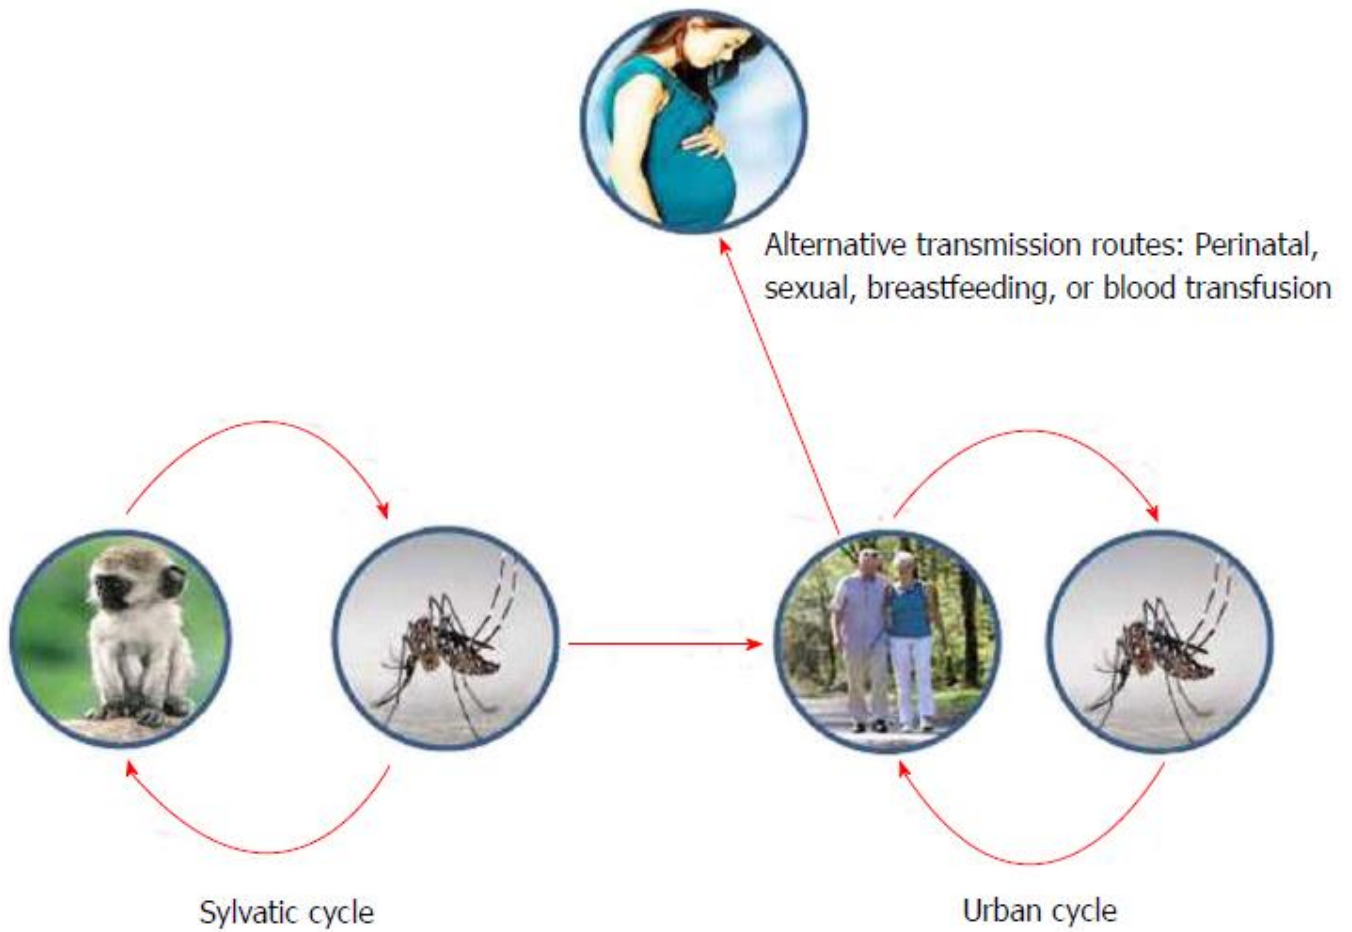 Alternative transmission routes: Perinatal,
sexual, breastfeeding, or blood transfusion
Sylvatic cycle
Urban cycle